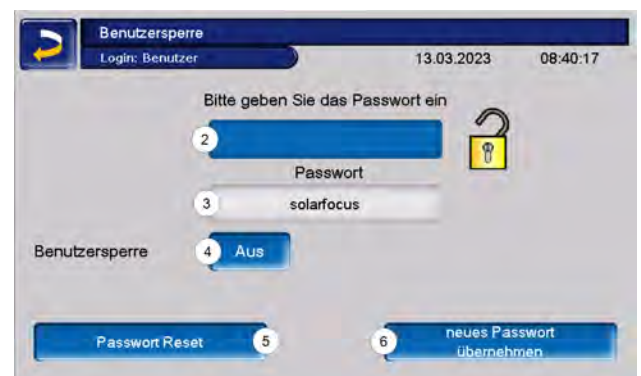 Benutzersperre
Login: Benutzer
13.03.2023 08:40:17
Bitte geben Sie das Passwort ein
2
Passwort
3 solarfocus
Benutzersperre 4 Aus
Passwort Reset 5
6 neues Passwort
übernehmen